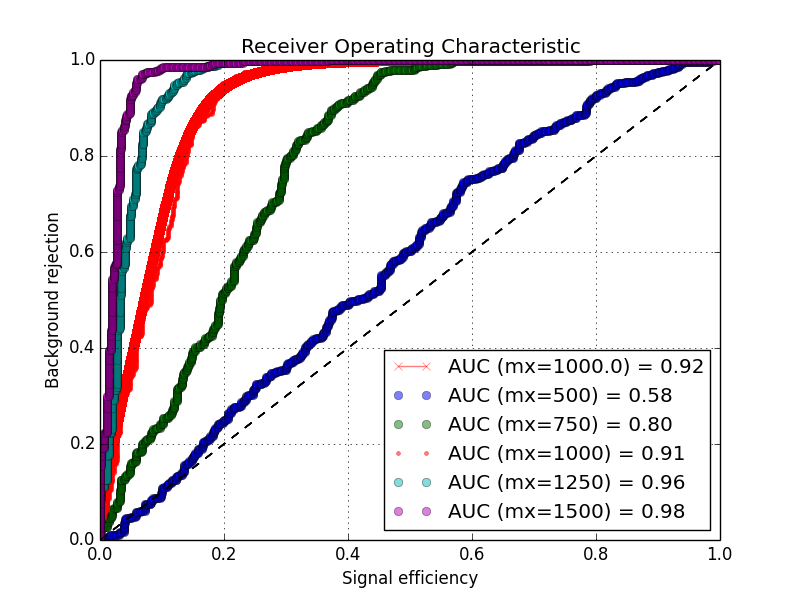 Receiver Operating Characteristic
1.0
0.8
0.6
0.4
0.2
0.0
Background rejection
AUC (mx=1000.0) = 0.92
AUC (mx=500) = 0.58
AUC (mx=750) = 0.80
AUC (mx=1000) = 0.91
AUC (mx=1250) = 0.96
AUC (mx=1500) = 0.98
0.0 0.2 0.4 0.6 0.8 1.0
Signal efficiency